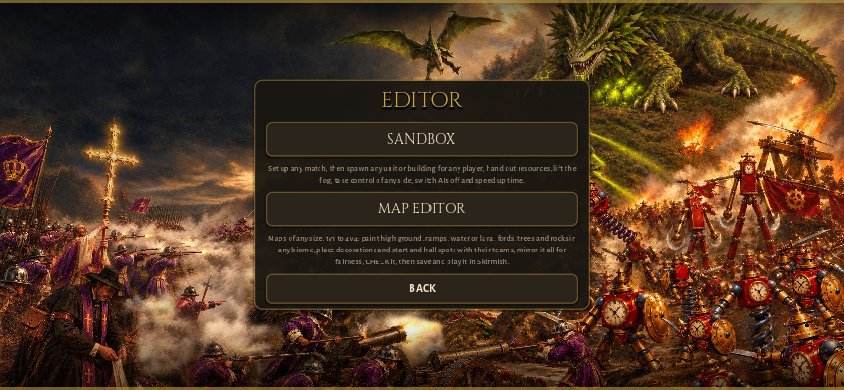 EDITOR
SANDBOX
Set up any match, then spawn any unit or building for any player, hand out resources, lift the
fog, take control of any side, switch AIs off and speed up time.
MAP EDITOR
Maps of any size, 1v1 to 4v4: paint high ground, ramps, water or lava, fords, trees and rocks in
any biome, place decorations and start and hall spots with their teams, mirror it all for
fairness, CHECK it, then save and play it in Skirmish.
BACK